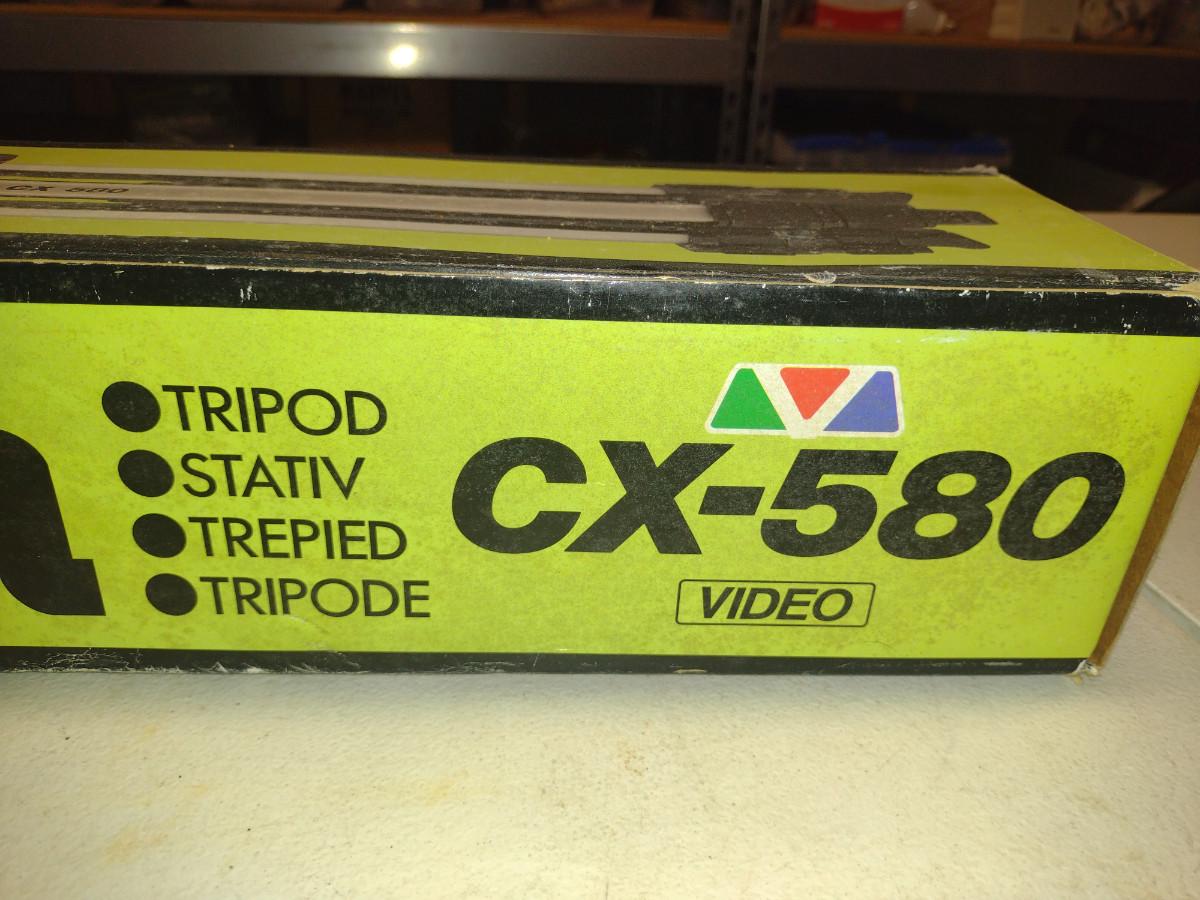 CX 580
TRIPOD
STATIV
TREPIED
TRIPODE
CX-580
VIDEO